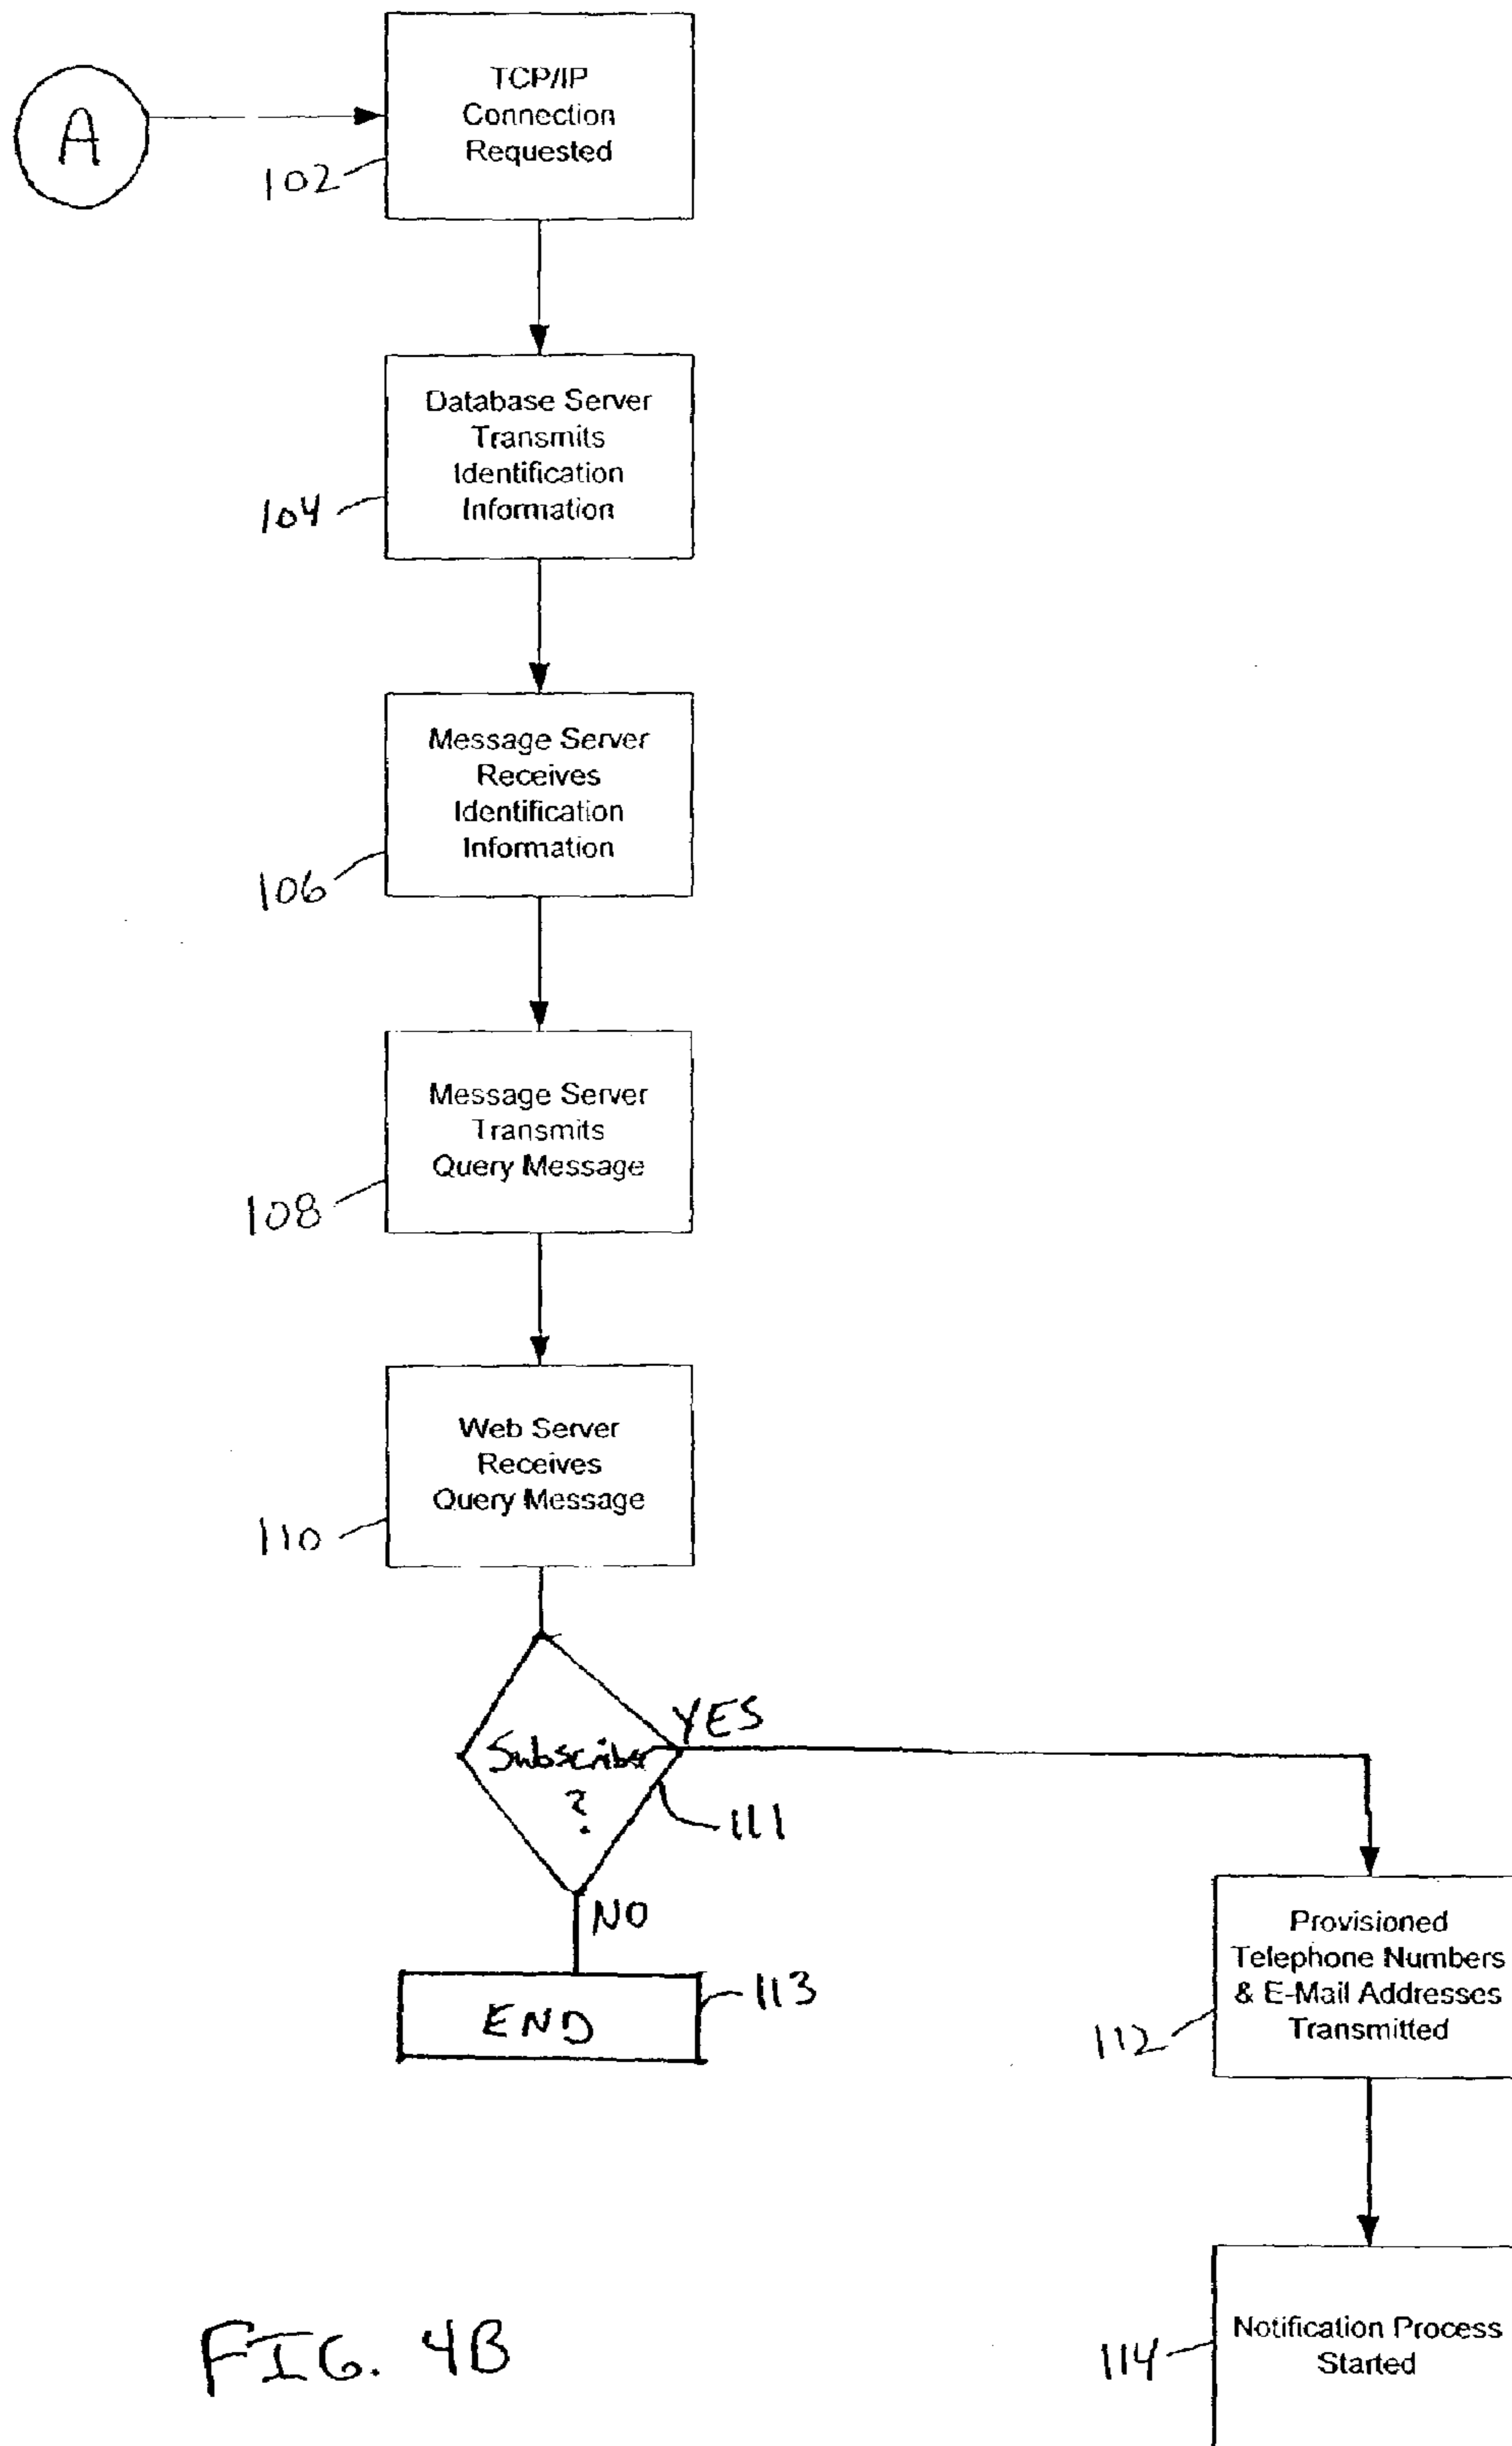 A
TCP/IP
Connection
Requested
102
Database Server
Transmits
Identification
Information
104
Message Server
Receives
Identification
Information
106
Message Server
Transmits
Query Message
108
Web Server
Receives
Query Message
110
Subscriber
?
YES
111
NO
END
113
Provisioned
Telephone Numbers
& E-Mail Addresses
Transmitted
112
Notification Process
Started
114
FIG. 4B